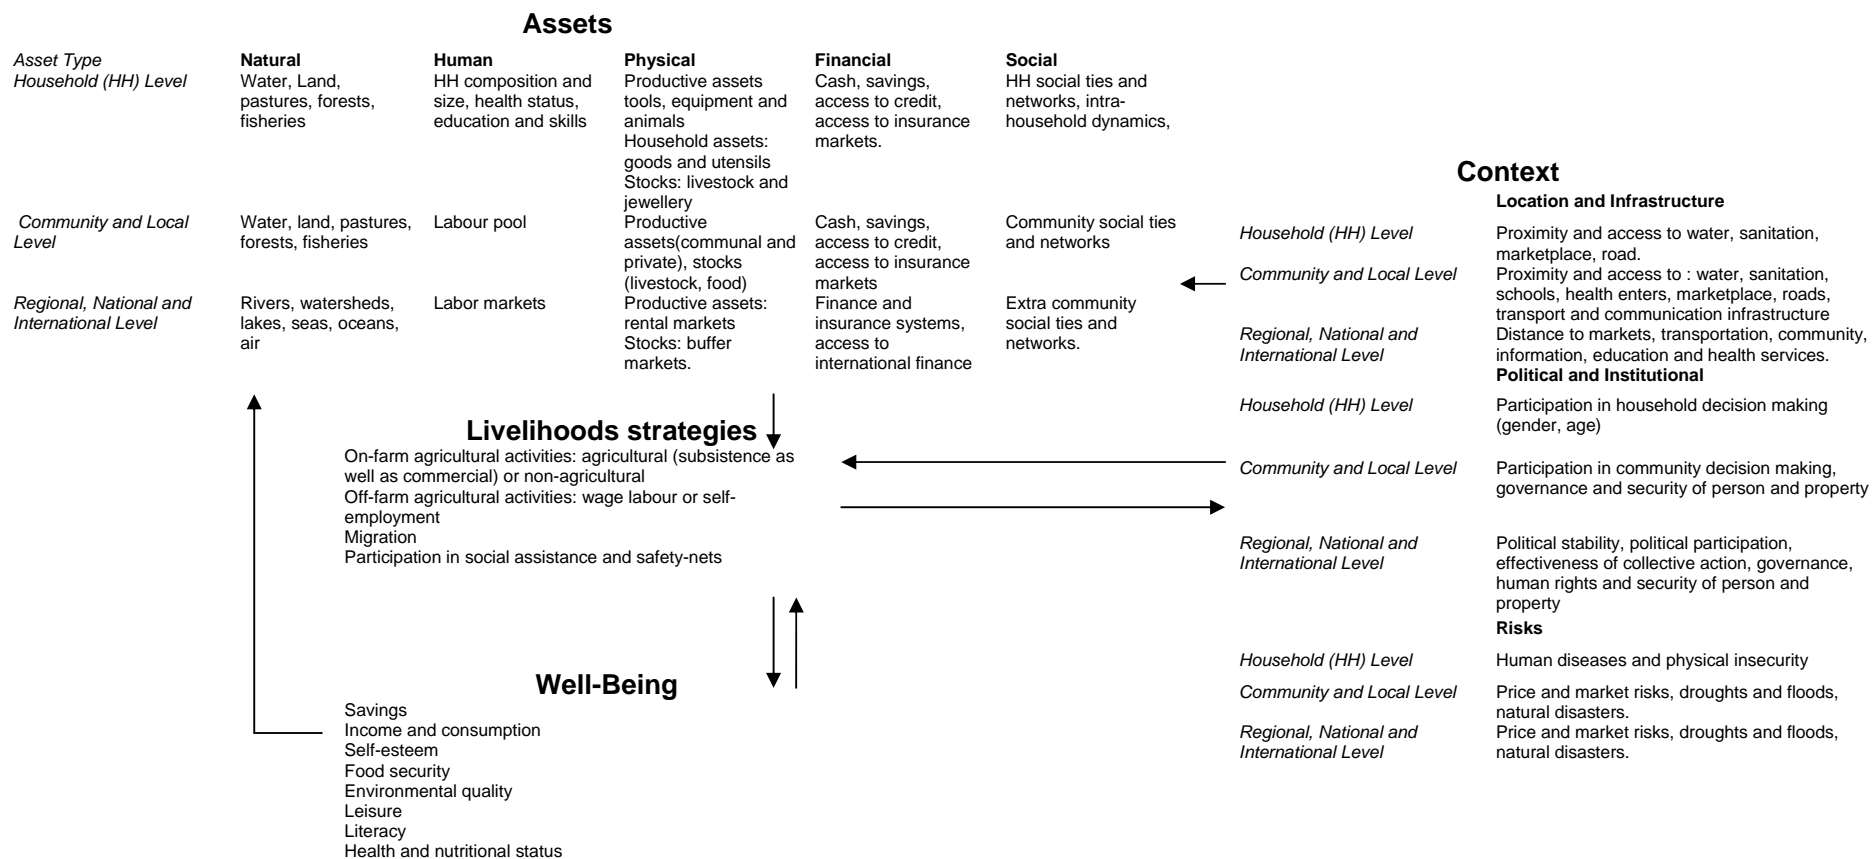 Assets
Asset Type
Natural
Human
Physical
Financial
Social
Household (HH) Level
Water, Land,
pastures, forests,
fisheries
HH composition and
size, health status,
education and skills
Productive assets
tools, equipment and
animals
Household assets:
goods and utensils
Stocks: livestock and
jewellery
Cash, savings,
access to credit,
access to insurance
markets.
HH social ties and
networks, intra-
household dynamics,
Community and Local
Level
Water, land, pastures,
forests, fisheries
Labour pool
Productive
assets(communal and
private), stocks
(livestock, food)
Cash, savings,
access to credit,
access to insurance
markets
Community social ties
and networks
Regional, National and
International Level
Rivers, watersheds,
lakes, seas, oceans,
air
Labor markets
Productive assets:
rental markets
Stocks: buffer
markets.
Finance and
insurance systems,
access to
international finance
Extra community
social ties and
networks.
Context
Location and Infrastructure
Household (HH) Level
Proximity and access to water, sanitation,
marketplace, road.
Community and Local Level
Proximity and access to : water, sanitation,
schools, health enters, marketplace, roads,
transport and communication infrastructure
Regional, National and
International Level
Distance to markets, transportation, community,
information, education and health services.
Political and Institutional
Household (HH) Level
Participation in household decision making
(gender, age)
Community and Local Level
Participation in community decision making,
governance and security of person and property
Regional, National and
International Level
Political stability, political participation,
effectiveness of collective action, governance,
human rights and security of person and
property
Risks
Household (HH) Level
Human diseases and physical insecurity
Community and Local Level
Price and market risks, droughts and floods,
natural disasters.
Regional, National and
International Level
Price and market risks, droughts and floods,
natural disasters.
Livelihoods strategies
On-farm agricultural activities: agricultural (subsistence as
well as commercial) or non-agricultural
Off-farm agricultural activities: wage labour or self-
employment
Migration
Participation in social assistance and safety-nets
Well-Being
Savings
Income and consumption
Self-esteem
Food security
Environmental quality
Leisure
Literacy
Health and nutritional status